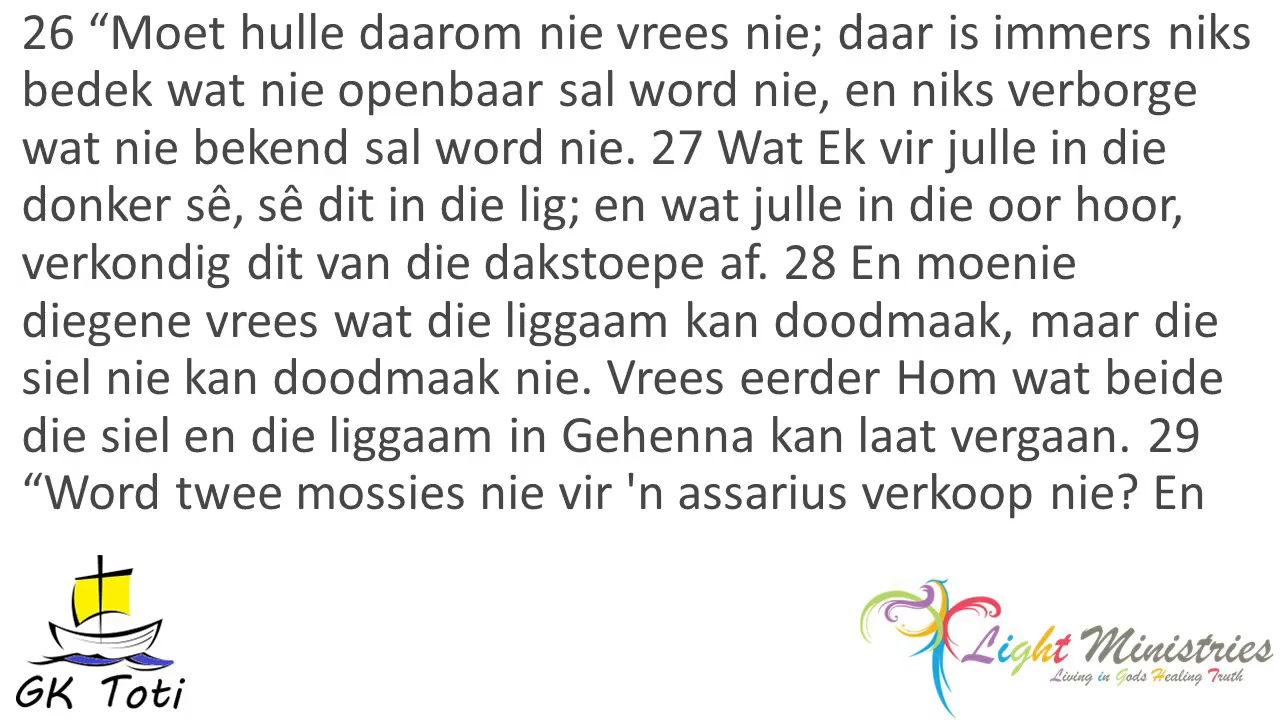 26 “Moet hulle daarom nie vrees nie; daar is immers niks
bedek wat nie openbaar sal word nie, en niks verborge
wat nie bekend sal word nie. 27 Wat Ek vir julle in die
donker sê, sê dit in die lig; en wat julle in die oor hoor,
verkondig dit van die dakstoepe af. 28 En moenie
diegene vrees wat die liggaam kan doodmaak, maar die
siel nie kan doodmaak nie. Vrees eerder Hom wat beide
die siel en die liggaam in Gehenna kan laat vergaan. 29
“Word twee mossies nie vir 'n assarius verkoop nie? En
GK Toti
Light Ministries
Living in Gods Healing Truth